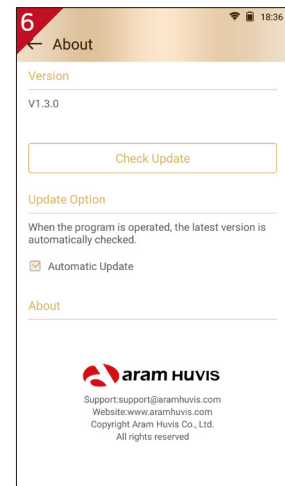 6
18:36
About
Version
V1.3.0
Check Update
Update Option
When the program is operated, the latest version is
automatically checked.
Automatic Update
About
aram HUVIS
Support:support@aramhuvis.com
Website:www.aramhuvis.com
Copyright Aram Huvis Co., Ltd.
All rights reserved